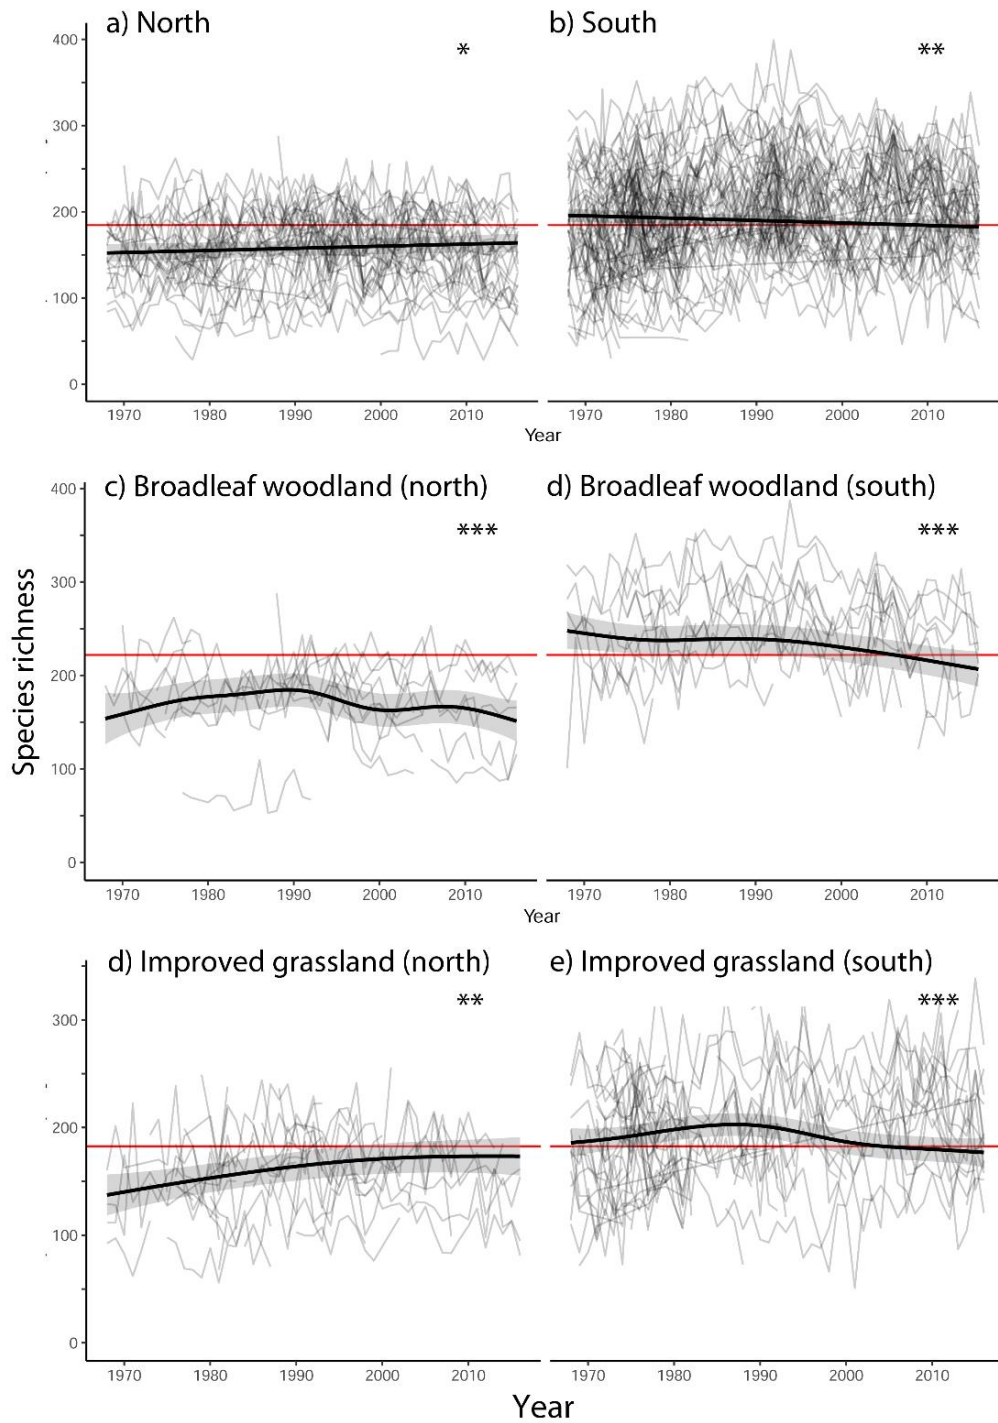 a) North
b) South
*
**
400
300
200
100
0
1970 1980 1990 2000 2010
1970 1980 1990 2000 2010
Year
c) Broadleaf woodland (north)
d) Broadleaf woodland (south)
***
***
400
300
200
100
0
Species richness
1970 1980 1990 2000 2010
1970 1980 1990 2000 2010
Year
d) Improved grassland (north)
e) Improved grassland (south)
**
***
300
200
100
0
1970 1980 1990 2000 2010
1970 1980 1990 2000 2010
Year